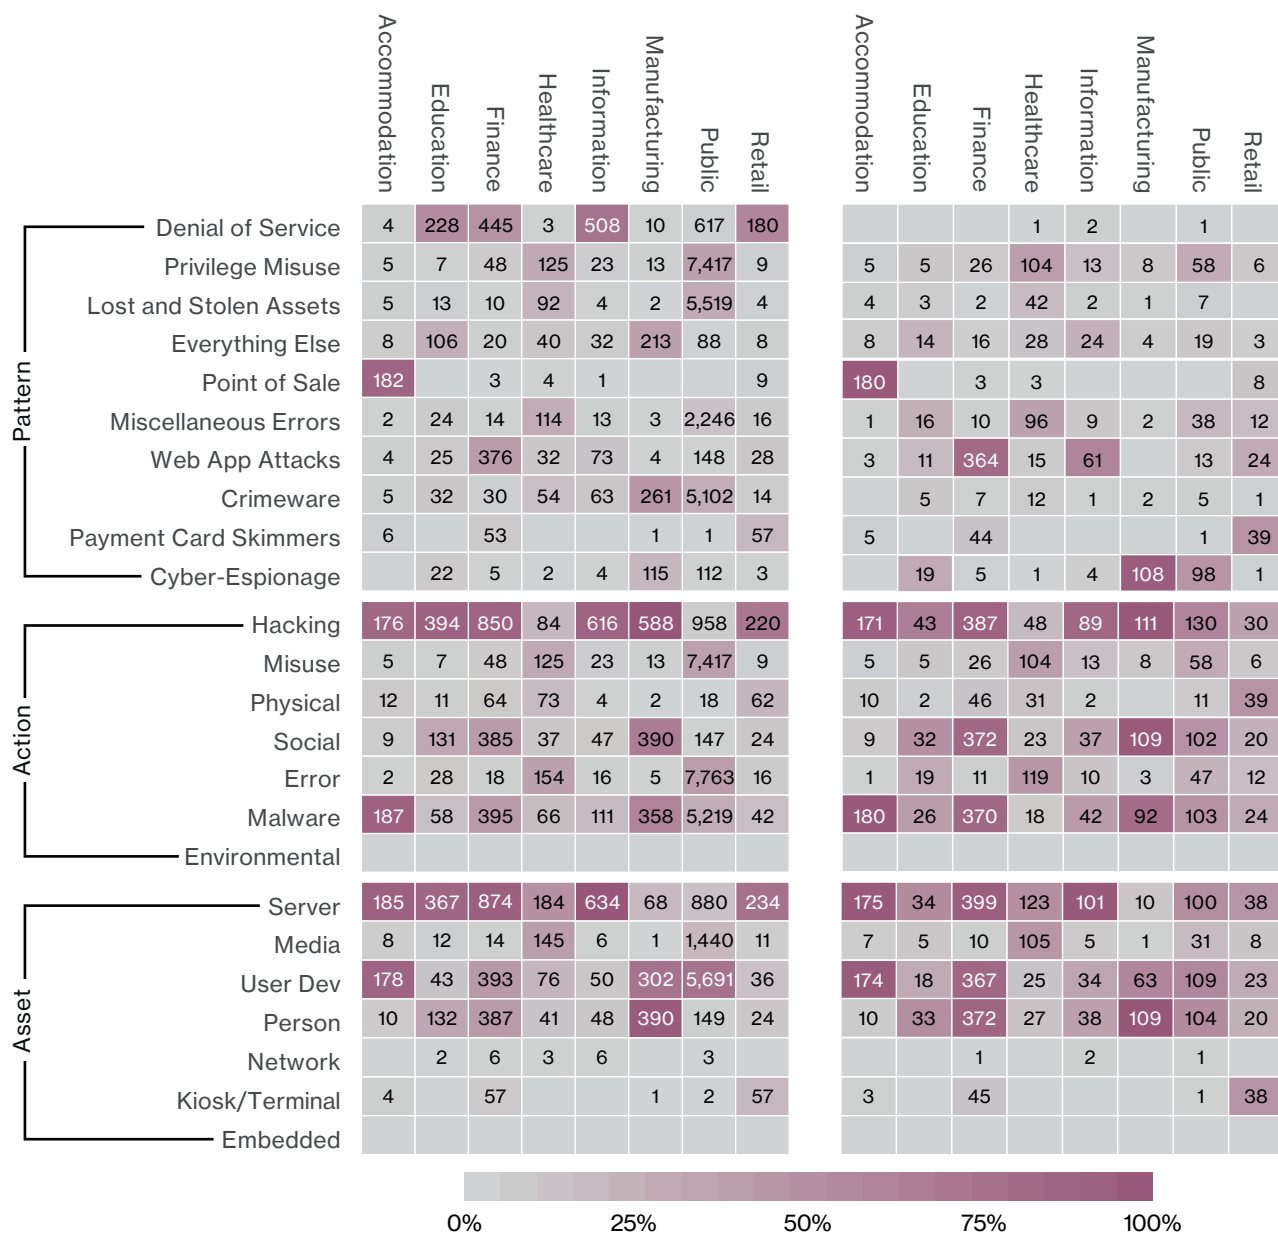 Accommodation Education Finance Healthcare Information Manufacturing Public Retail Accommodation Education Finance Healthcare Information Manufacturing Public Retail
Pattern
Denial of Service 4 228 445 3 508 10 617 180 1 2 1
Privilege Misuse 5 7 48 125 23 13 7,417 9 5 5 26 104 13 8 58 6
Lost and Stolen Assets 5 13 10 92 4 2 5,519 4 4 3 2 42 2 1 7
Everything Else 8 106 20 40 32 213 88 8 8 14 16 28 24 4 19 3
Point of Sale 182 3 4 1 9 180 3 3 8
Miscellaneous Errors 2 24 14 114 13 3 2,246 16 1 16 10 96 9 2 38 12
Web App Attacks 4 25 376 32 73 4 148 28 3 11 364 15 61 13 24
Crimeware 5 32 30 54 63 261 5,102 14 5 7 12 1 2 5 1
Payment Card Skimmers 6 53 1 1 57 5 44 1 39
Cyber-Espionage 22 5 2 4 115 112 3 19 5 1 4 108 98 1
Action
Hacking 176 394 850 84 616 588 958 220 171 43 387 48 89 111 130 30
Misuse 5 7 48 125 23 13 7,417 9 5 5 26 104 13 8 58 6
Physical 12 11 64 73 4 2 18 62 10 2 46 31 2 11 39
Social 9 131 385 37 47 390 147 24 9 32 372 23 37 109 102 20
Error 2 28 18 154 16 5 7,763 16 1 19 11 119 10 3 47 12
Malware 187 58 395 66 111 358 5,219 42 180 26 370 18 42 92 103 24
Environmental
Asset
Server 185 367 874 184 634 68 880 234 175 34 399 123 101 10 100 38
Media 8 12 14 145 6 1 1,440 11 7 5 10 105 5 1 31 8
User Dev 178 43 393 76 50 302 5,691 36 174 18 367 25 34 63 109 23
Person 10 132 387 41 48 390 149 24 10 33 372 27 38 109 104 20
Network 2 6 3 6 3 1 2 1
Kiosk/Terminal 4 57 1 2 57 3 45 1 38
Embedded
0% 25% 50% 75% 100%